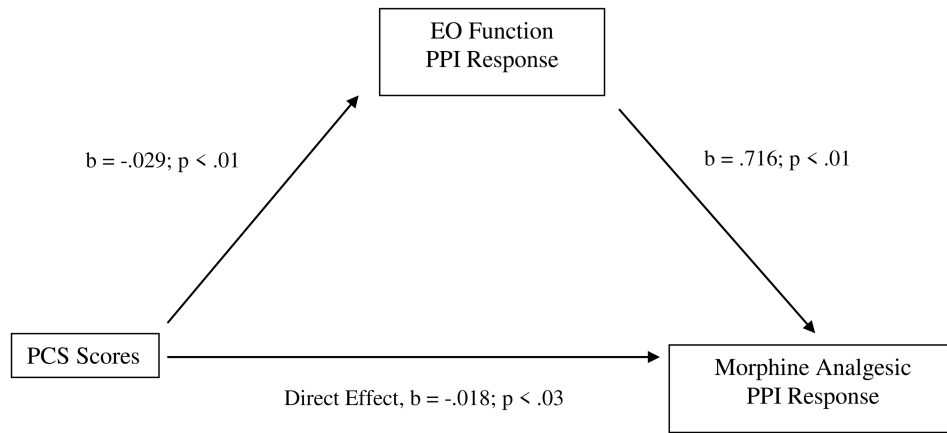 EO Function
PPI Response
b = -.029; p < .01
b = .716; p < .01
PCS Scores
Morphine Analgesic
PPI Response
Direct Effect, b = -.018; p < .03